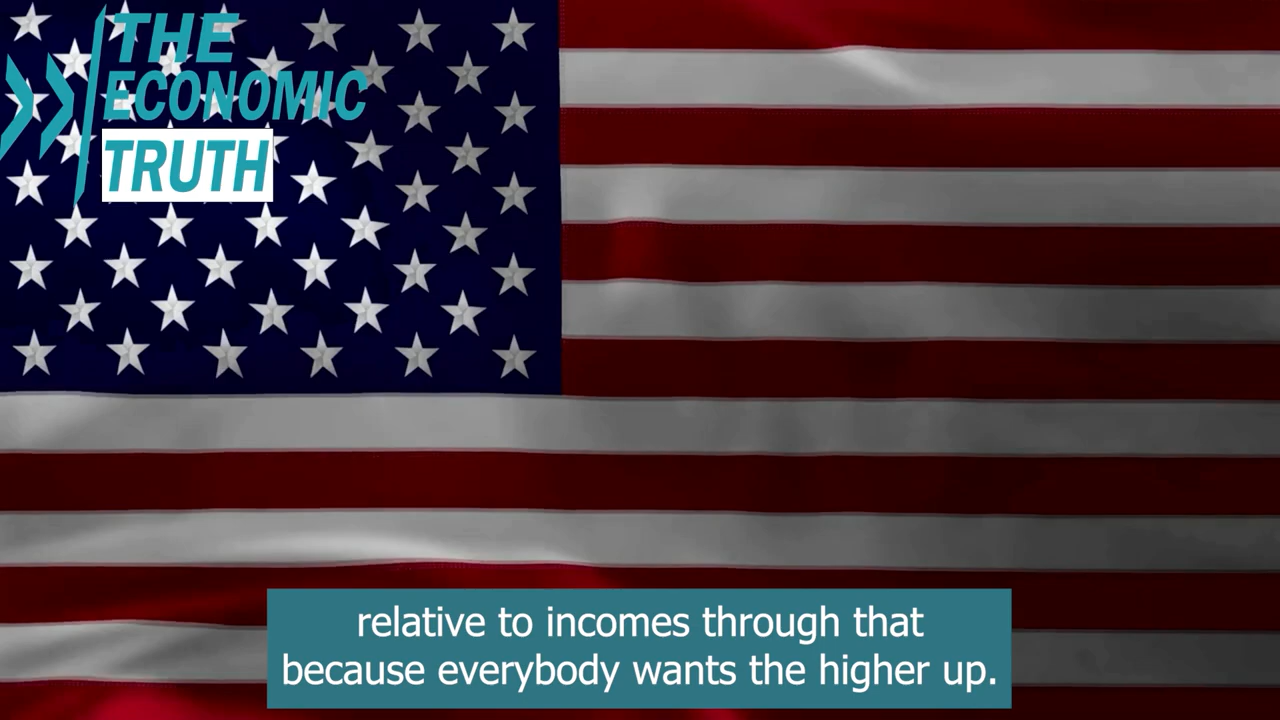 THE
ECONOMIC
TRUTH
relative to incomes through that
because everybody wants the higher up.